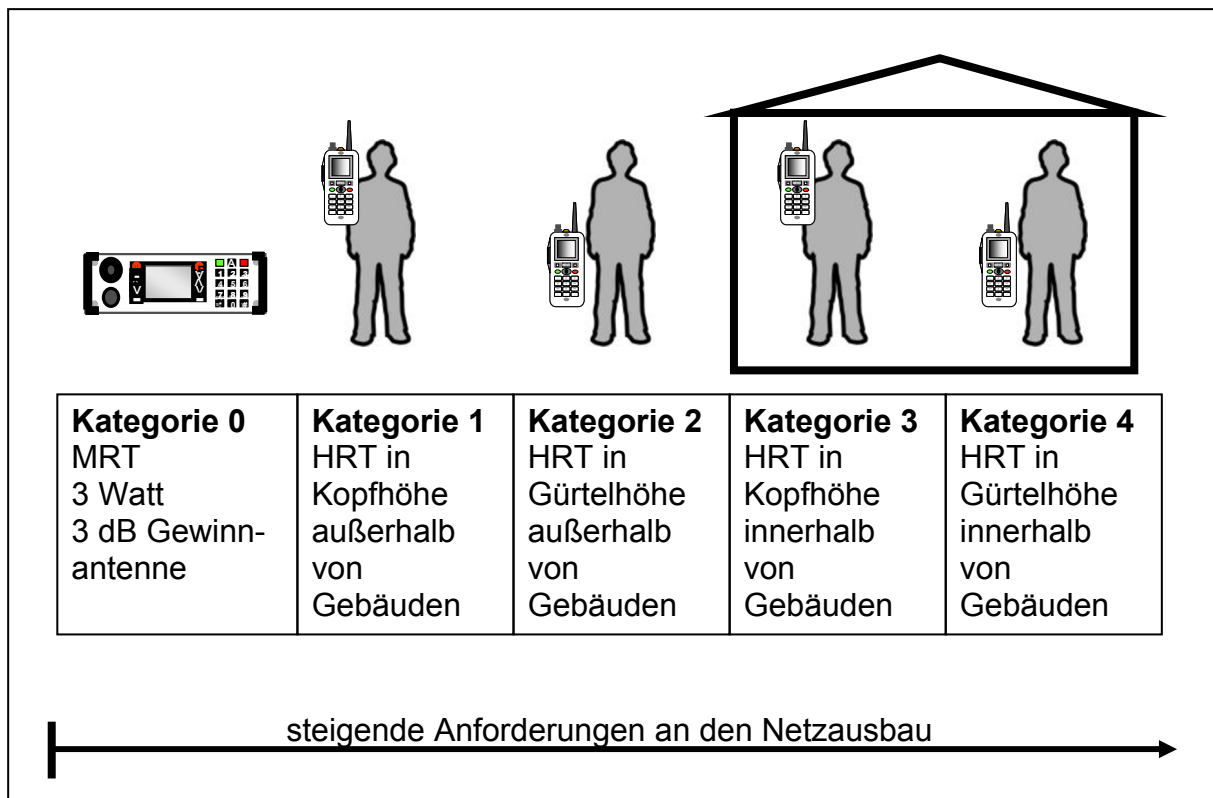 Kategorie 0
MRT
3 Watt
3 dB Gewinn-
antenne
Kategorie 1
HRT in
Kopfhöhe
außerhalb
von
Gebäuden
Kategorie 2
HRT in
Gürtelhöhe
außerhalb
von
Gebäuden
Kategorie 3
HRT in
Kopfhöhe
innerhalb
von
Gebäuden
Kategorie 4
HRT in
Gürtelhöhe
innerhalb
von
Gebäuden
steigende Anforderungen an den Netzausbau